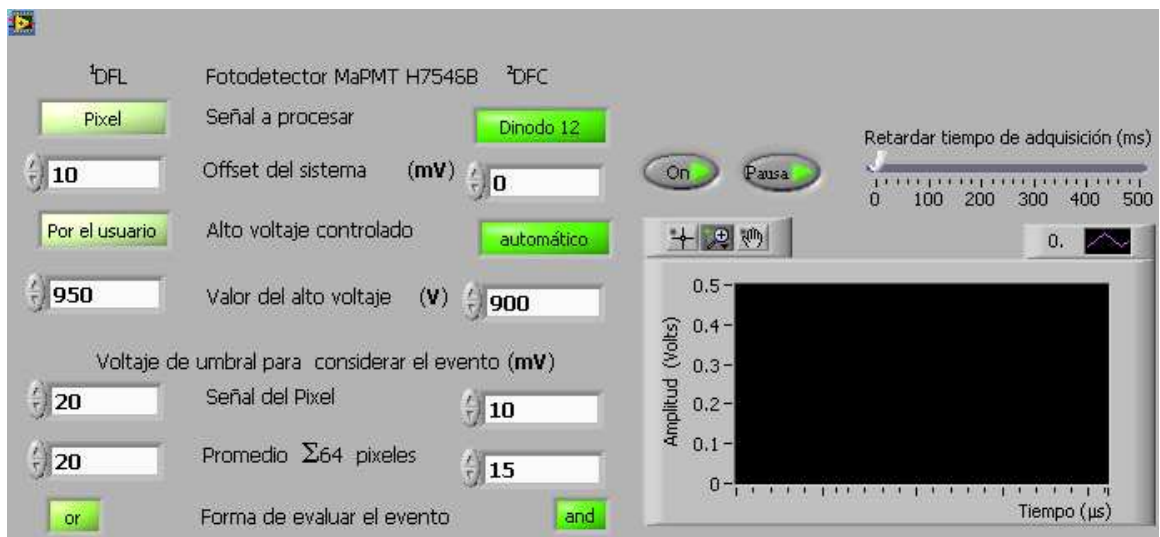 ¹DFL Fotodetector MaPMT H7546B ²DFC
Pixel Señal a procesar Dinodo 12
10 Offset del sistema (mV) 0
Por el usuario Alto voltaje controlado automático
950 Valor del alto voltaje (V) 900
Voltaje de umbral para considerar el evento (mV)
20 Señal del Pixel 10
20 Promedio Σ64 pixeles 15
or Forma de evaluar el evento and
On Pausa
Retardar tiempo de adquisición (ms)
0 100 200 300 400 500
0.
Amplitud (Volts)
0.5
0.4
0.3
0.2
0.1
0
Tiempo (µs)